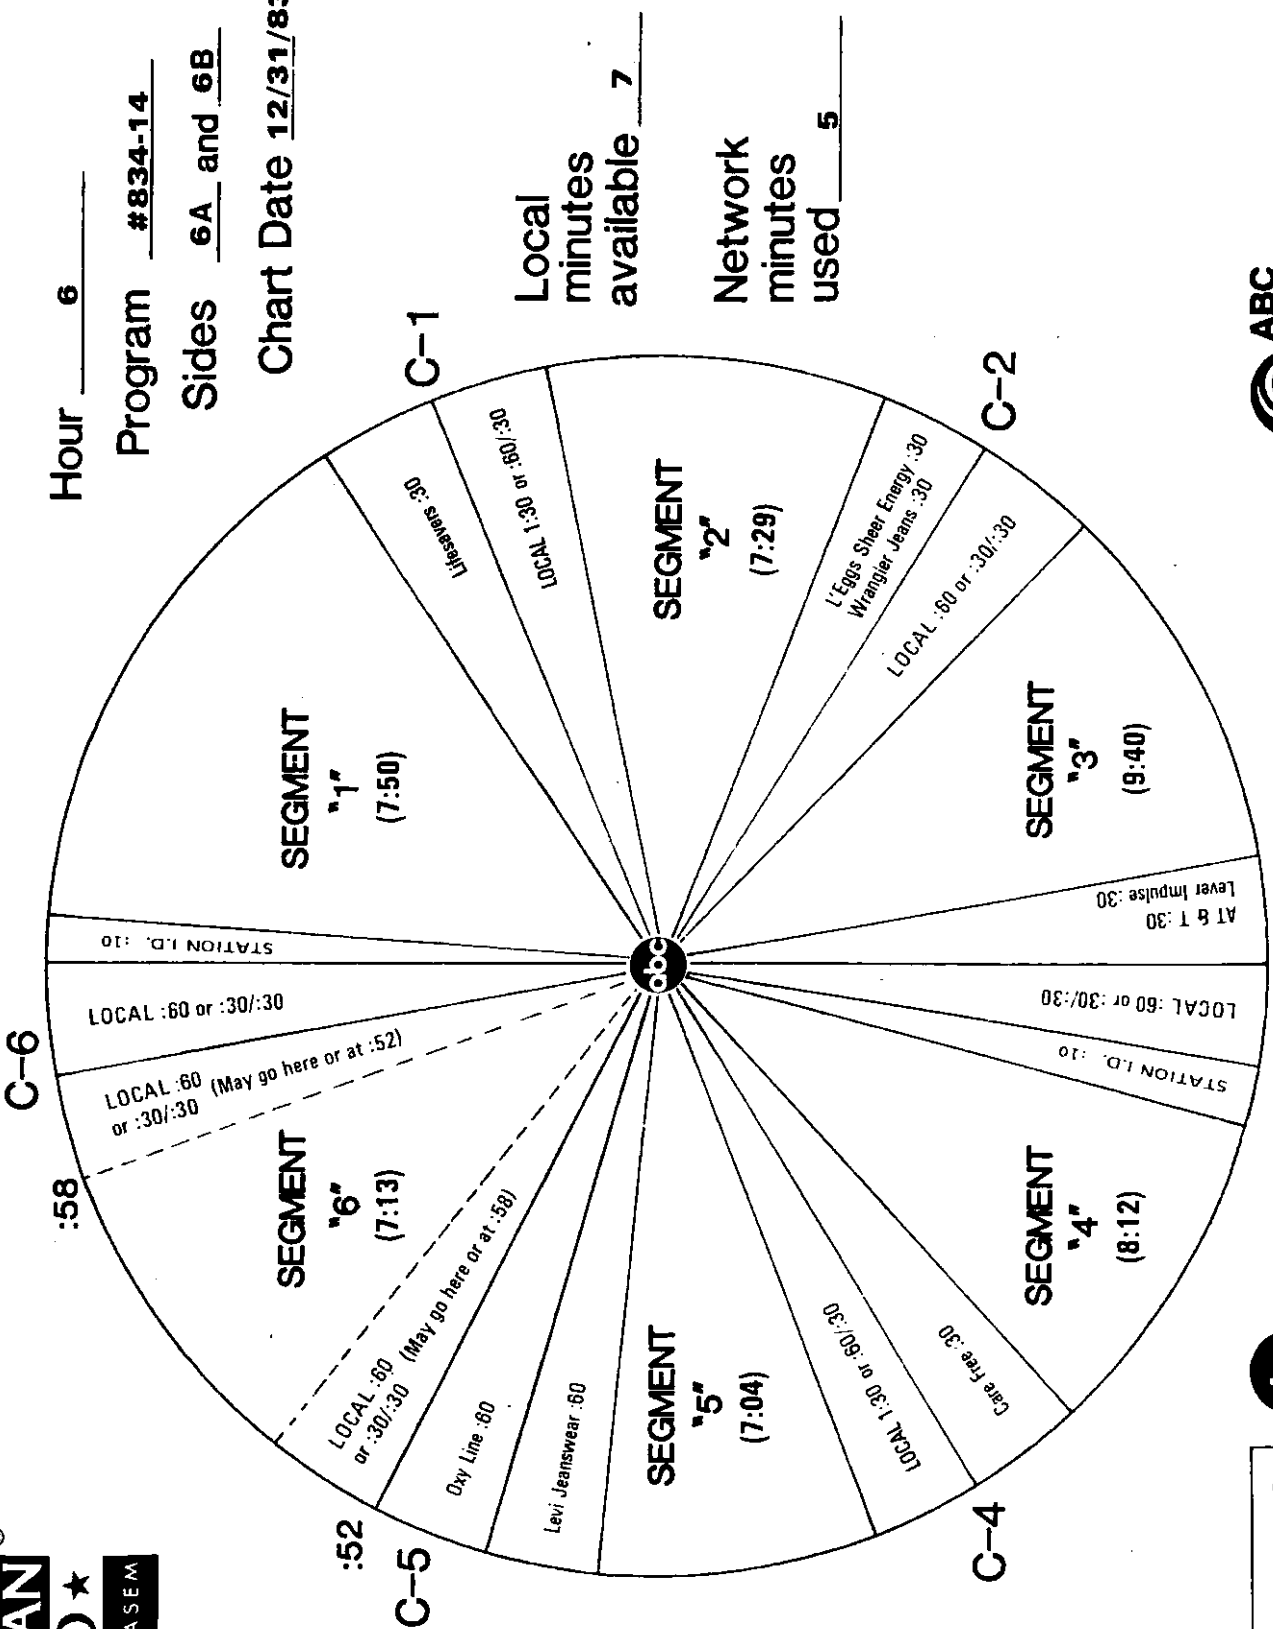 Hour 6
Program #834-14
Sides 6A and 6B
Chart Date 12/31/83
Local
minutes
available 7
Network
minutes
used 5
C-1
C-2
C-4
C-5
:52
:58
C-6
STATION I.D. :10
SEGMENT
"1"
(7:50)
Lifesavers :30
LOCAL 1:30 or :60/:30
SEGMENT
"2"
(7:29)
L'Eggs Sheer Energy :30
Wrangler Jeans :30
LOCAL :60 or :30/:30
SEGMENT
"3"
(9:40)
Lever Impulse :30
AT & T :30
LOCAL :60 or :30/:30
STATION I.D. :10
SEGMENT
"4"
(8:12)
Care Free :30
LOCAL 1:30 or :60/:30
SEGMENT
"5"
(7:04)
Levi Jeanswear :60
Oxy Line :60
LOCAL :60
or :30/:30 (May go here or at :58)
SEGMENT
"6"
(7:13)
LOCAL :60
or :30/:30 (May go here or at :52)
LOCAL :60 or :30/:30
abc
ABC